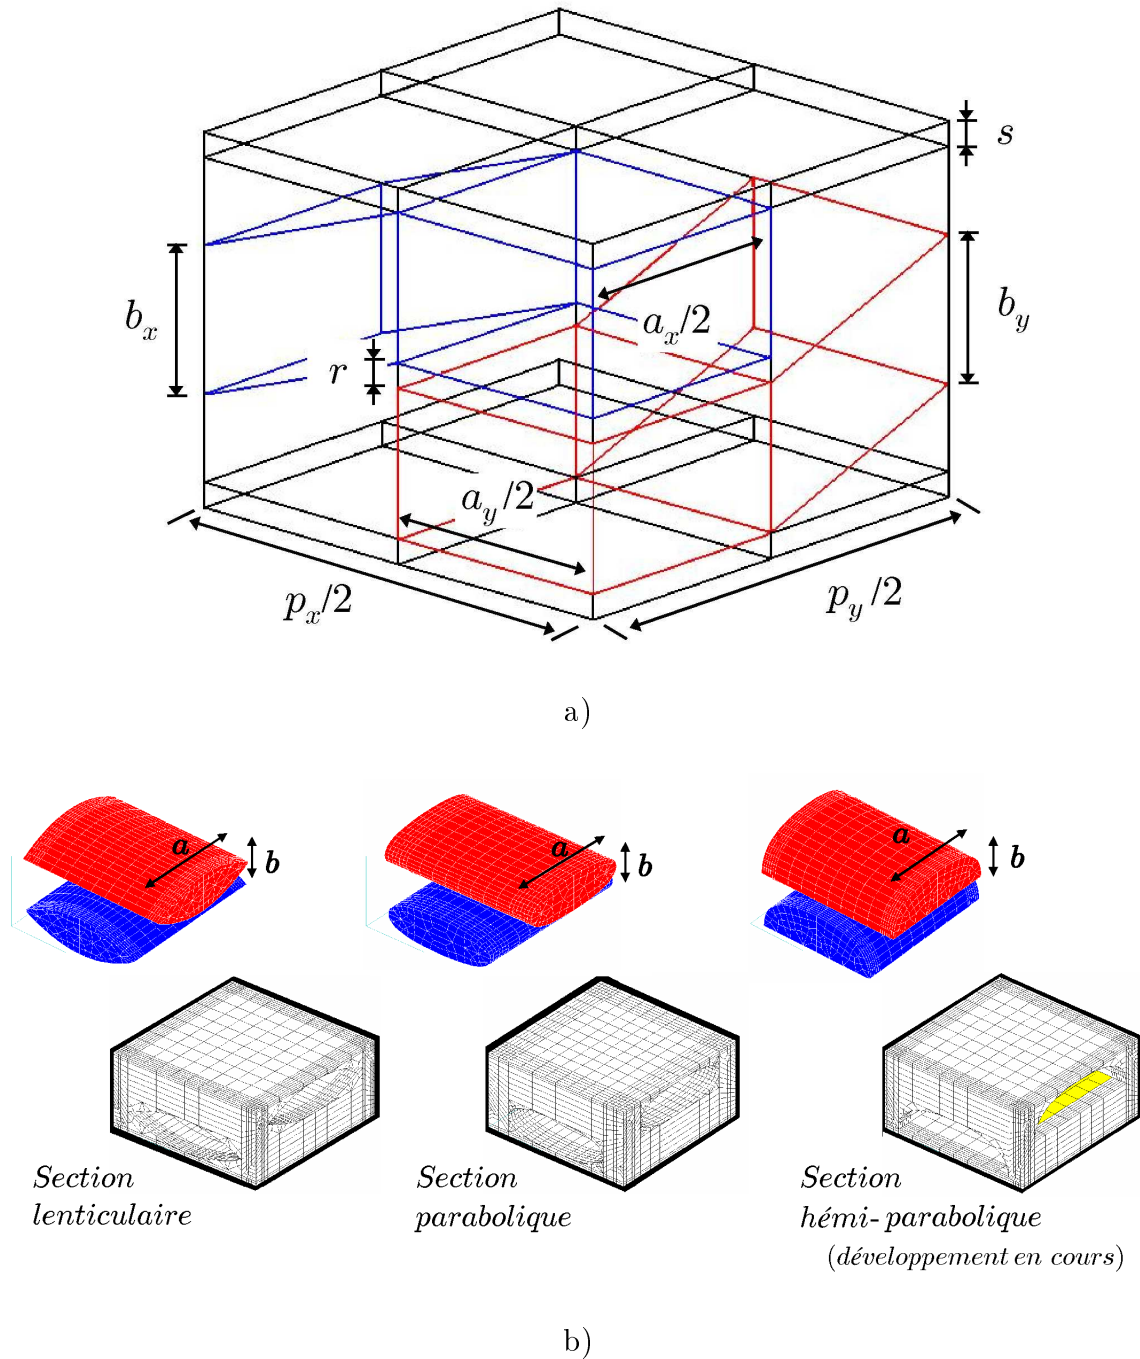 s
b_x
b_y
a_x/2
r
a_y/2
p_x/2
p_y/2
a)
a
b
a
b
a
b
Section
lenticulaire
Section
parabolique
Section
hémi-parabolique
(développement en cours)
b)